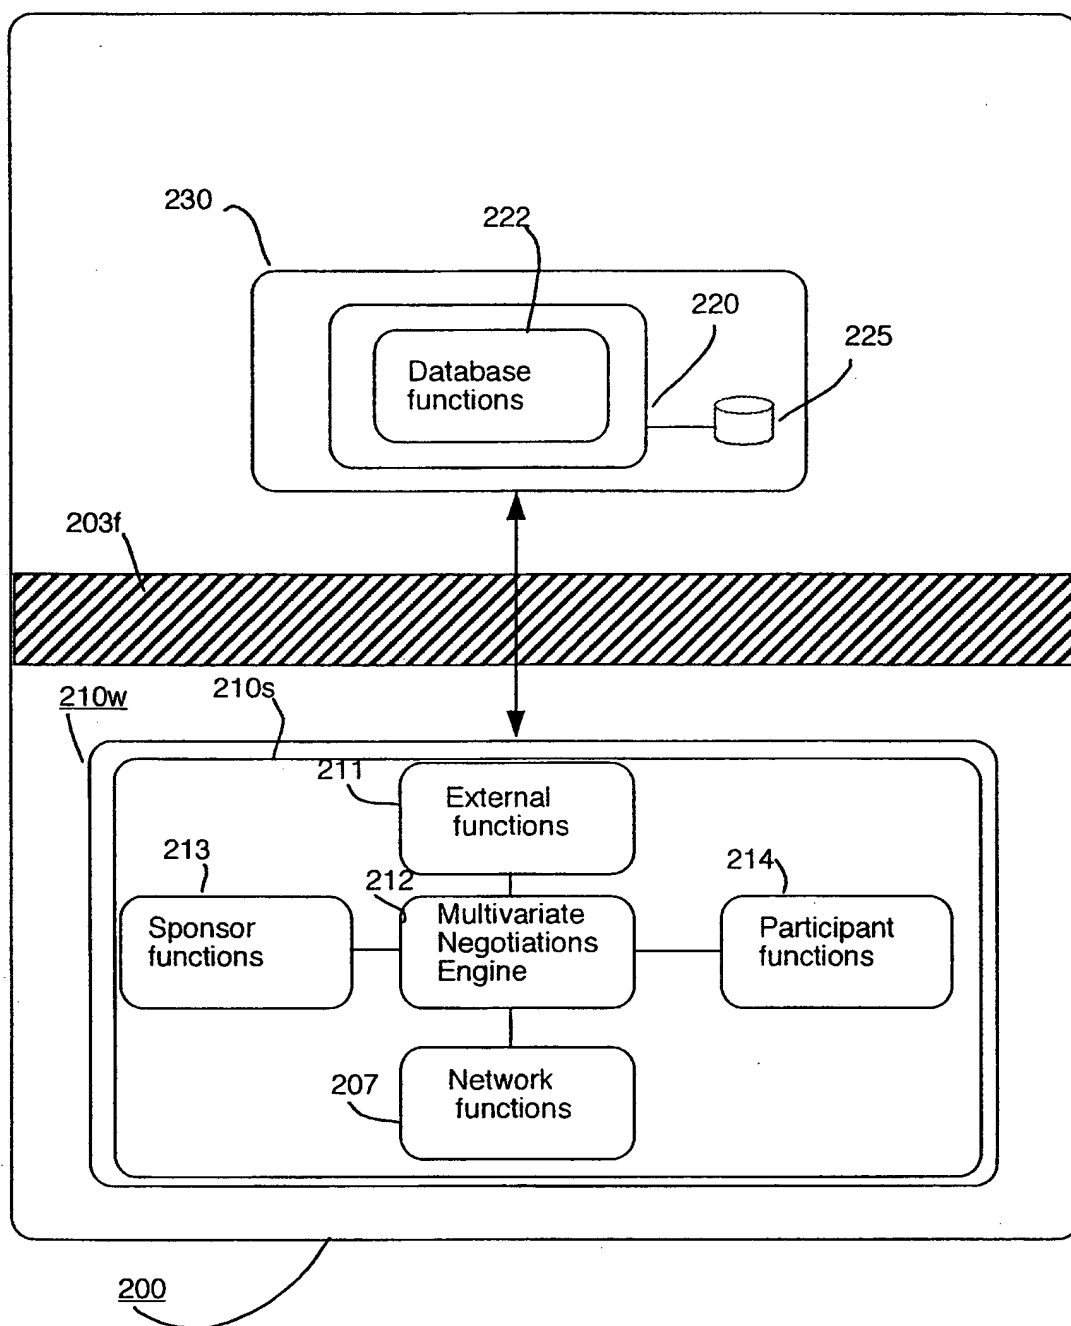 230
222
220
225
Database
functions
203f
210w
210s
211
External
functions
213
212
214
Sponsor
functions
Multivariate
Negotiations
Engine
Participant
functions
207
Network
functions
200